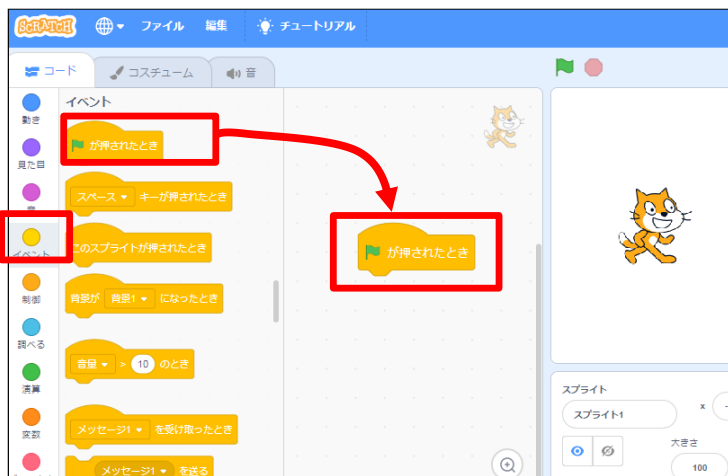 SCRATCH ファイル 編集 チュートリアル
コード コスチューム 音
イベント
動き
見た目
音
イベント
制御
調べる
演算
変数
が押されたとき
スペース キーが押されたとき
このスプライトが押されたとき
背景が 背景1 になったとき
音量 > 10 のとき
メッセージ1 を受け取ったとき
メッセージ1 を送る
が押されたとき
スプライト
スプライト1 x
大きさ
100